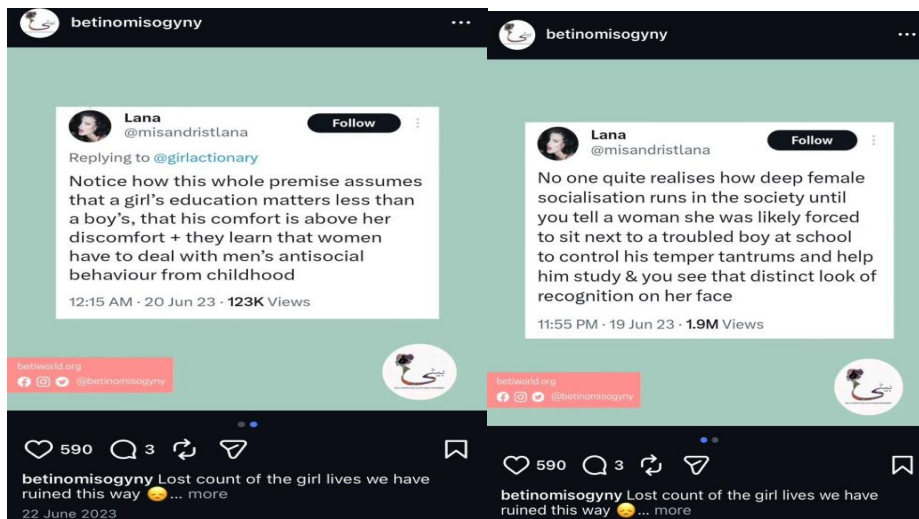 betinomisogyny
Lana
@misandristlana
Follow
Replying to @girlactionary
Notice how this whole premise assumes
that a girl's education matters less than
a boy's, that his comfort is above her
discomfort + they learn that women
have to deal with men's antisocial
behaviour from childhood
12:15 AM · 20 Jun 23 · 123K Views
betiworld.org
@betinomisogyny
بیٹی
590 3
betinomisogyny Lost count of the girl lives we have
ruined this way 😞... more
22 June 2023
betinomisogyny
Lana
@misandristlana
Follow
No one quite realises how deep female
socialisation runs in the society until
you tell a woman she was likely forced
to sit next to a troubled boy at school
to control his temper tantrums and help
him study & you see that distinct look of
recognition on her face
11:55 PM · 19 Jun 23 · 1.9M Views
betiworld.org
@betinomisogyny
بیٹی
590 3
betinomisogyny Lost count of the girl lives we have
ruined this way 😞... more